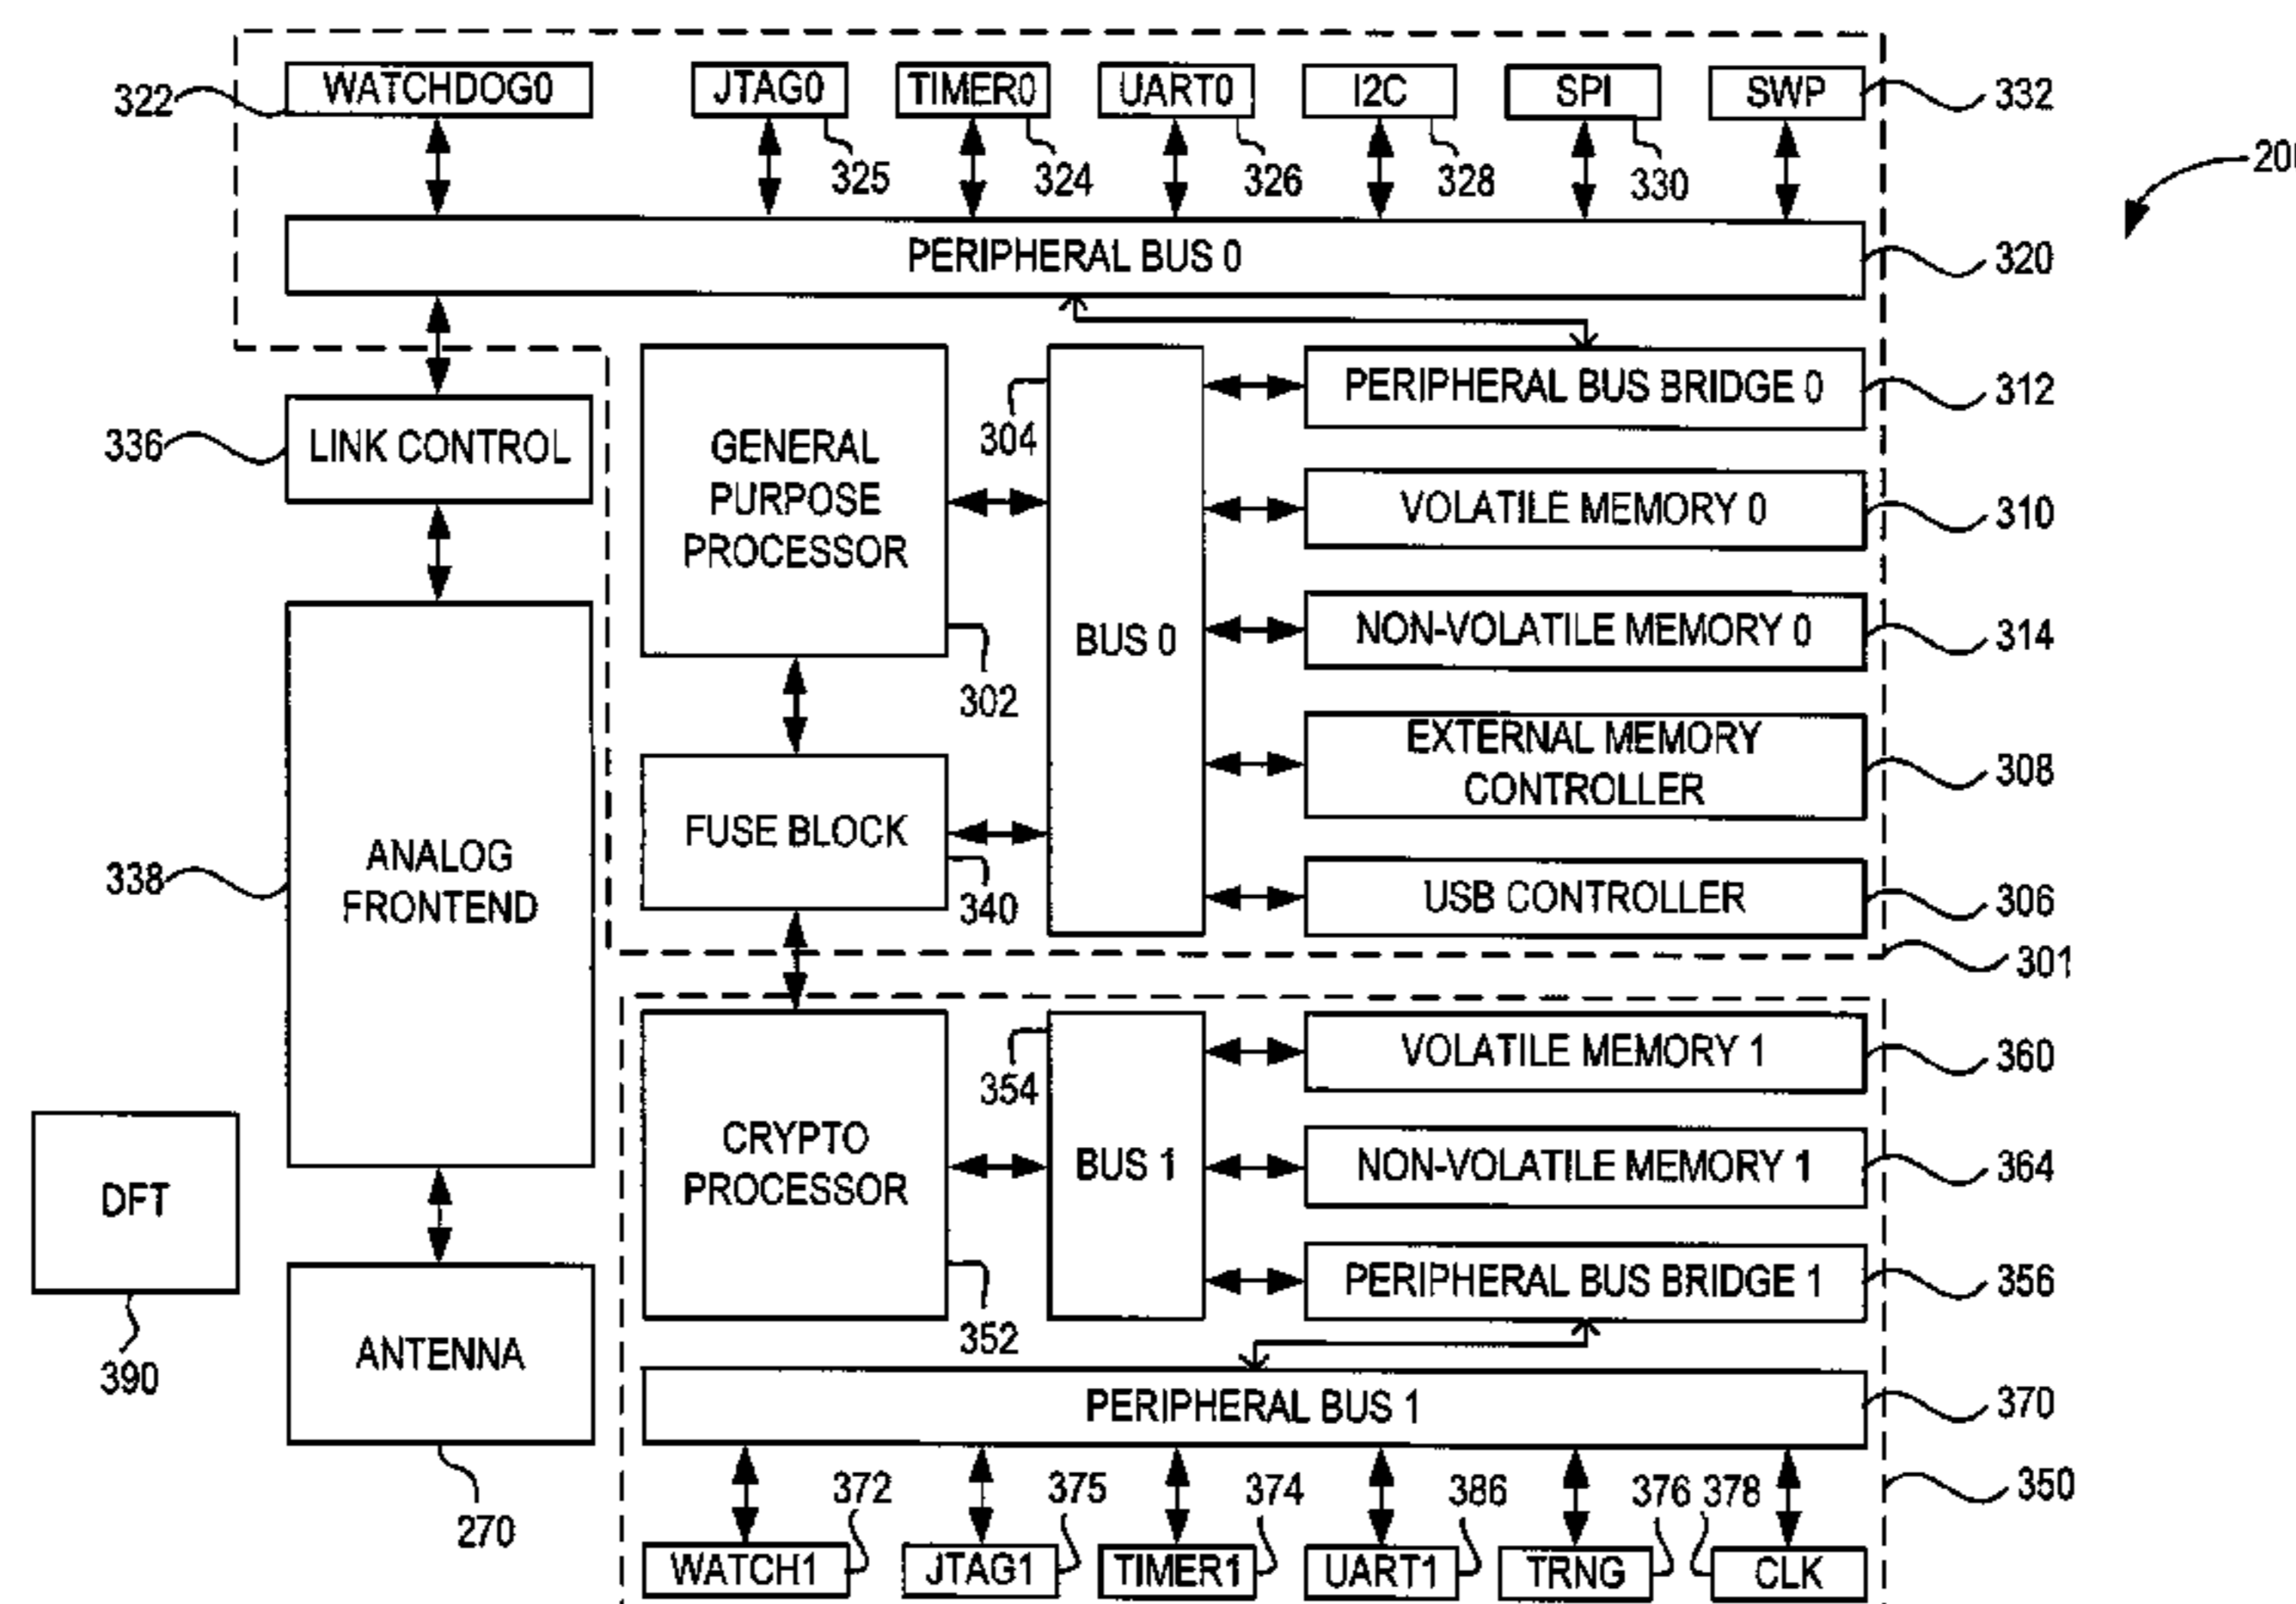 WATCHDOG0
JTAG0
TIMER0
UART0
I2C
SPI
SWP
322
325
324
326
328
330
332
PERIPHERAL BUS 0
320
336
LINK CONTROL
GENERAL
PURPOSE
PROCESSOR
302
304
BUS 0
PERIPHERAL BUS BRIDGE 0
312
VOLATILE MEMORY 0
310
NON-VOLATILE MEMORY 0
314
EXTERNAL MEMORY
CONTROLLER
308
USB CONTROLLER
306
301
FUSE BLOCK
340
338
ANALOG
FRONTEND
DFT
390
ANTENNA
270
CRYPTO
PROCESSOR
352
354
BUS 1
VOLATILE MEMORY 1
360
NON-VOLATILE MEMORY 1
364
PERIPHERAL BUS BRIDGE 1
356
PERIPHERAL BUS 1
370
350
372
375
374
386
376
378
WATCH1
JTAG1
TIMER1
UART1
TRNG
CLK